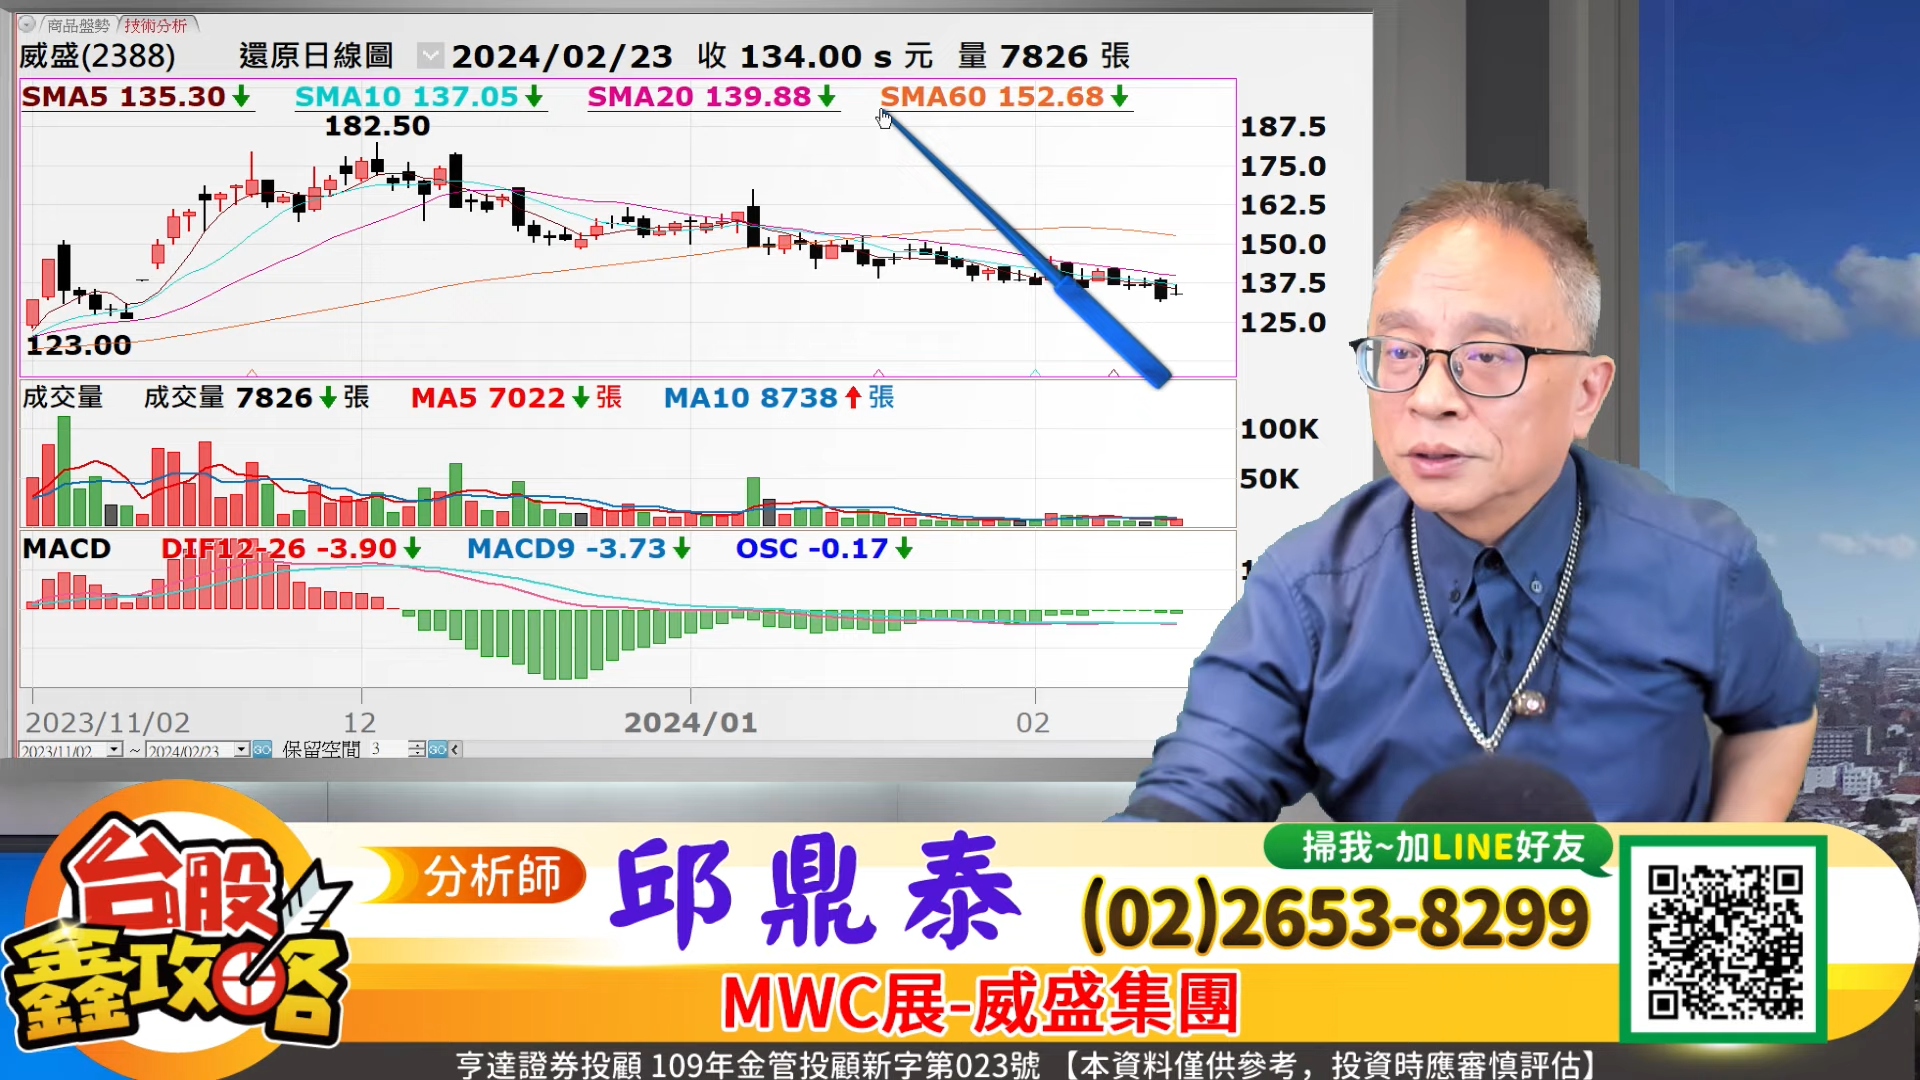 商品盤勢 技術分析
威盛(2388) 還原日線圖 2024/02/23 收 134.00 s 元 量 7826 張
SMA5 135.30↓ SMA10 137.05↓ SMA20 139.88↓ SMA60 152.68↓
182.50
187.5
175.0
162.5
150.0
137.5
125.0
123.00
成交量 成交量 7826↓張 MA5 7022↓張 MA10 8738↑張
100K
50K
MACD DIF12-26 -3.90↓ MACD9 -3.73↓ OSC -0.17↓
2023/11/02 12 2024/01 02
2023/11/02 ~ 2024/02/23 GO 保留空間 3 GO
台股
鑫攻略
分析師 邱鼎泰
掃我~加LINE好友
(02)2653-8299
MWC展-威盛集團
亨達證券投顧 109年金管投顧新字第023號 【本資料僅供參考，投資時應審慎評估】